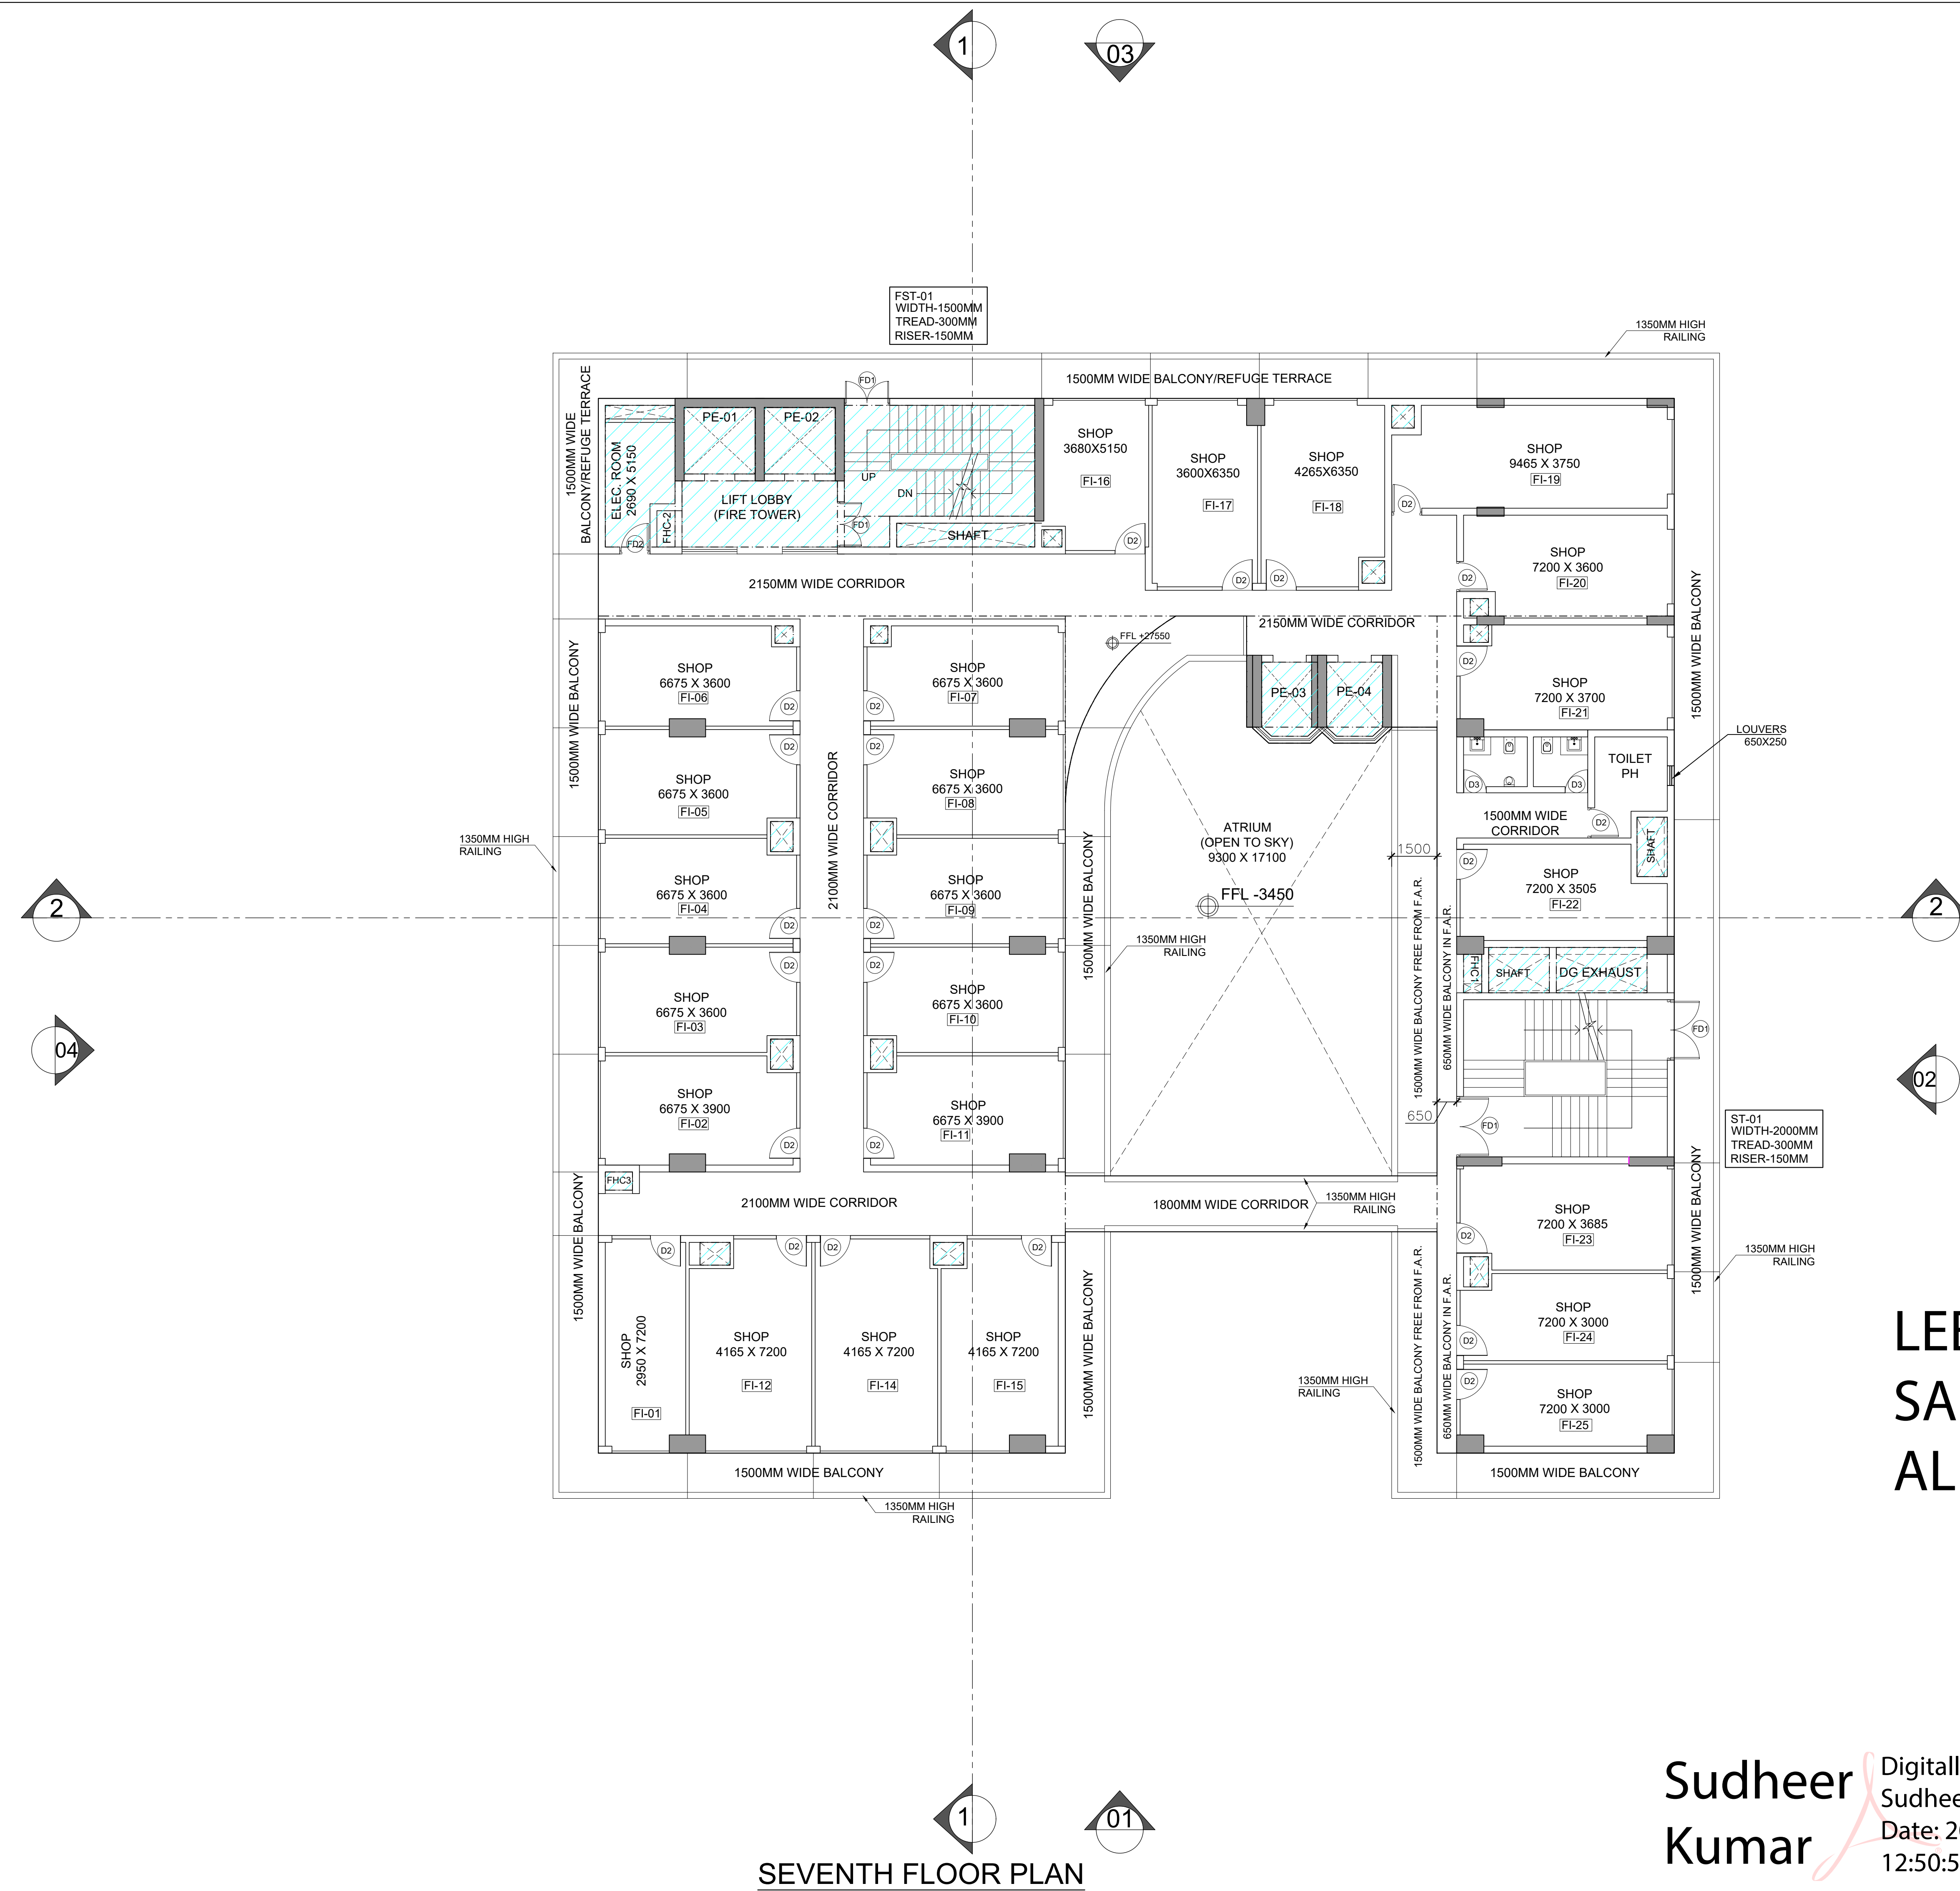 1
03
FST-01
WIDTH-1500MM
TREAD-300MM
RISER-150MM
1350MM HIGH
RAILING
1500MM WIDE
BALCONY/REFUGE TERRACE
FD1
1500MM WIDE BALCONY/REFUGE TERRACE
ELEC. ROOM
2690 X 5150
PE-01
PE-02
UP
DN
LIFT LOBBY
(FIRE TOWER)
FHC-2
FD2
FD1
SHAFT
SHOP
3680X5150
FI-16
D2
SHOP
3600X6350
FI-17
D2
SHOP
4265X6350
FI-18
D2
SHOP
9465 X 3750
FI-19
D2
SHOP
7200 X 3600
FI-20
D2
2150MM WIDE CORRIDOR
2150MM WIDE CORRIDOR
FFL +27550
1500MM WIDE BALCONY
1500MM WIDE BALCONY
SHOP
6675 X 3600
FI-06
D2
SHOP
6675 X 3600
FI-07
D2
PE-03
PE-04
SHOP
7200 X 3700
FI-21
D2
SHOP
6675 X 3600
FI-05
D2
2100MM WIDE CORRIDOR
SHOP
6675 X 3600
FI-08
D2
LOUVERS
650X250
TOILET
PH
D3
D3
1500MM WIDE
CORRIDOR
D2
SHAFT
1350MM HIGH
RAILING
ATRIUM
(OPEN TO SKY)
9300 X 17100
FFL -3450
1500
1500MM WIDE BALCONY
SHOP
6675 X 3600
FI-04
D2
SHOP
6675 X 3600
FI-09
D2
SHOP
7200 X 3505
FI-22
D2
2
2
1350MM HIGH
RAILING
1500MM WIDE BALCONY FREE FROM F.A.R.
650MM WIDE BALCONY IN F.A.R.
FHC1
SHAFT
DG EXHAUST
SHOP
6675 X 3600
FI-03
D2
SHOP
6675 X 3600
FI-10
D2
FD1
04
02
SHOP
6675 X 3900
FI-02
D2
SHOP
6675 X 3900
FI-11
D2
650
FD1
ST-01
WIDTH-2000MM
TREAD-300MM
RISER-150MM
FHC3
1500MM WIDE BALCONY
2100MM WIDE CORRIDOR
1800MM WIDE CORRIDOR
1350MM HIGH
RAILING
SHOP
7200 X 3685
FI-23
D2
1500MM WIDE BALCONY
1350MM HIGH
RAILING
D2
D2
D2
D2
SHOP
2950 X 7200
FI-01
SHOP
4165 X 7200
FI-12
SHOP
4165 X 7200
FI-14
SHOP
4165 X 7200
FI-15
1500MM WIDE BALCONY
1500MM WIDE BALCONY FREE FROM F.A.R.
650MM WIDE BALCONY IN F.A.R.
SHOP
7200 X 3000
FI-24
D2
1350MM HIGH
RAILING
D2
SHOP
7200 X 3000
FI-25
1500MM WIDE BALCONY
1500MM WIDE BALCONY
1350MM HIGH
RAILING
SA
AL
Sudheer
Kumar
1
01
SEVENTH FLOOR PLAN